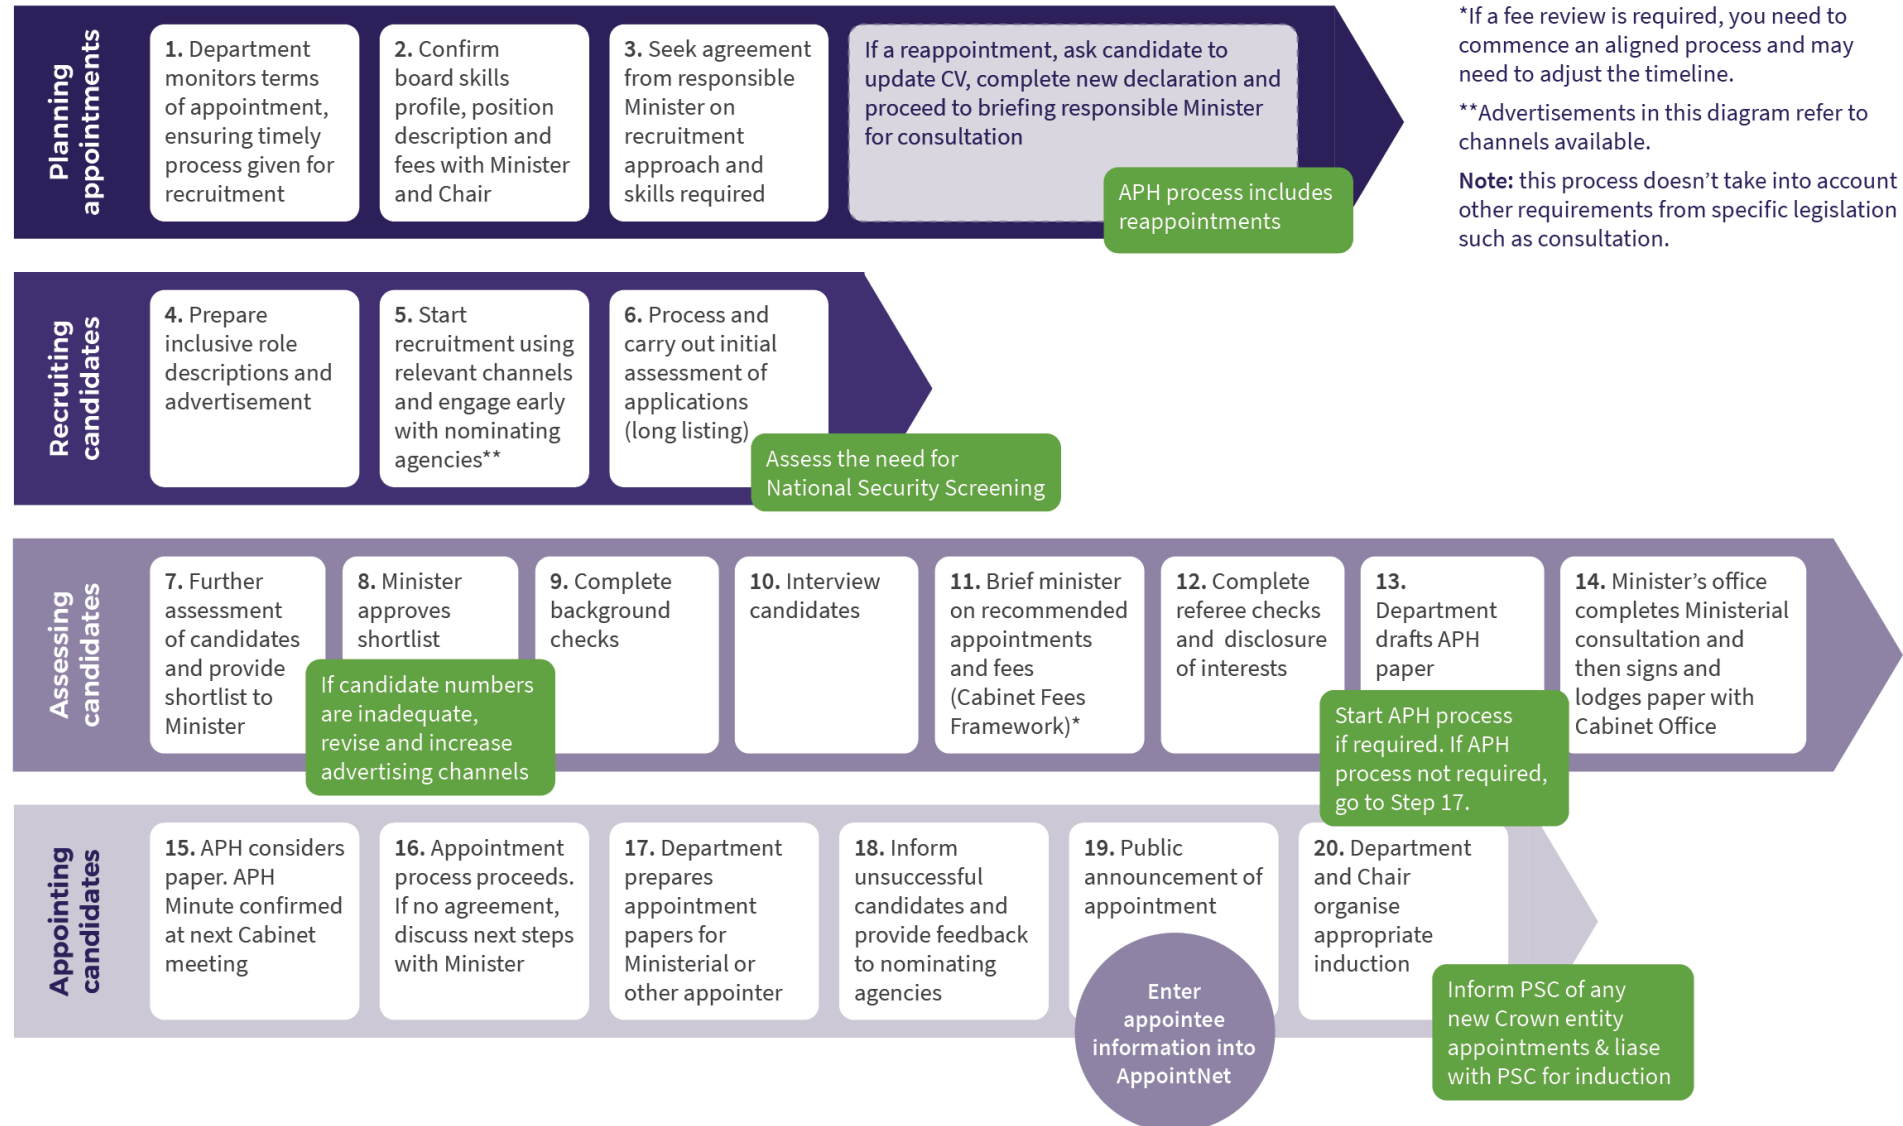 Planning
appointments
1. Department
monitors terms
of appointment,
ensuring timely
process given for
recruitment
2. Confirm
board skills
profile, position
description and
fees with Minister
and Chair
3. Seek agreement
from responsible
Minister on
recruitment
approach and
skills required
If a reappointment, ask candidate to
update CV, complete new declaration and
proceed to briefing responsible Minister
for consultation
APH process includes
reappointments
*If a fee review is required, you need to
commence an aligned process and may
need to adjust the timeline.
**Advertisements in this diagram refer to
channels available.
Note: this process doesn’t take into account
other requirements from specific legislation
such as consultation.
Recruiting
candidates
4. Prepare
inclusive role
descriptions and
advertisement
5. Start
recruitment using
relevant channels
and engage early
with nominating
agencies**
6. Process and
carry out initial
assessment of
applications
(long listing)
Assess the need for
National Security Screening
Assessing
candidates
7. Further
assessment
of candidates
and provide
shortlist to
Minister
8. Minister
approves
shortlist
If candidate numbers
are inadequate,
revise and increase
advertising channels
9. Complete
background
checks
10. Interview
candidates
11. Brief minister
on recommended
appointments
and fees
(Cabinet Fees
Framework)*
12. Complete
referee checks
and disclosure
of interests
13.
Department
drafts APH
paper
Start APH process
if required. If APH
process not required,
go to Step 17.
14. Minister’s office
completes Ministerial
consultation and
then signs and
lodges paper with
Cabinet Office
Appointing
candidates
15. APH considers
paper. APH
Minute confirmed
at next Cabinet
meeting
16. Appointment
process proceeds.
If no agreement,
discuss next steps
with Minister
17. Department
prepares
appointment
papers for
Ministerial or
other appointer
18. Inform
unsuccessful
candidates and
provide feedback
to nominating
agencies
19. Public
announcement of
appointment
Enter
appointee
information into
AppointNet
20. Department
and Chair
organise
appropriate
induction
Inform PSC of any
new Crown entity
appointments & liase
with PSC for induction